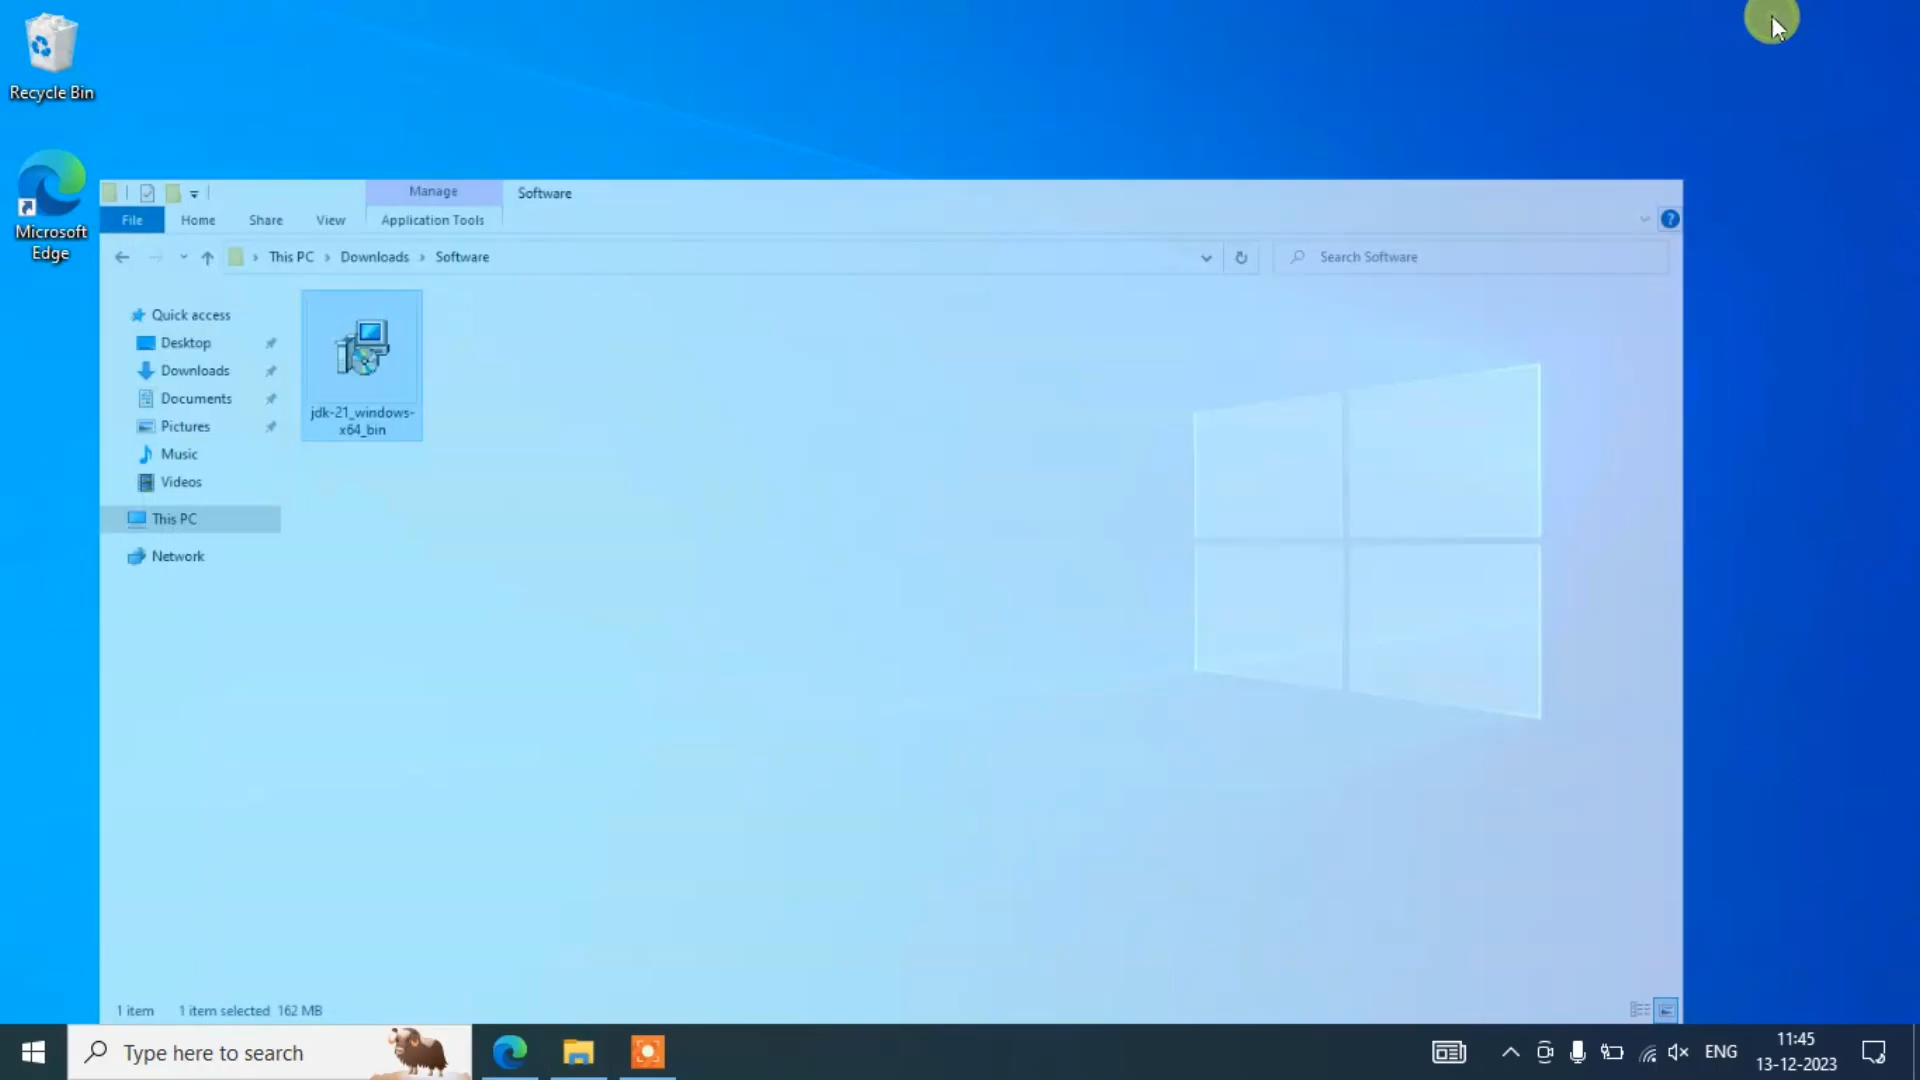 Recycle Bin
Microsoft
Edge
Manage
Software
File
Home
Share
View
Application Tools
This PC
Downloads
Software
Search Software
Quick access
Desktop
Downloads
Documents
Pictures
Music
Videos
This PC
Network
jdk-21_windows-
x64_bin
1 item
1 item selected 162 MB
Type here to search
ENG
11:45
13-12-2023